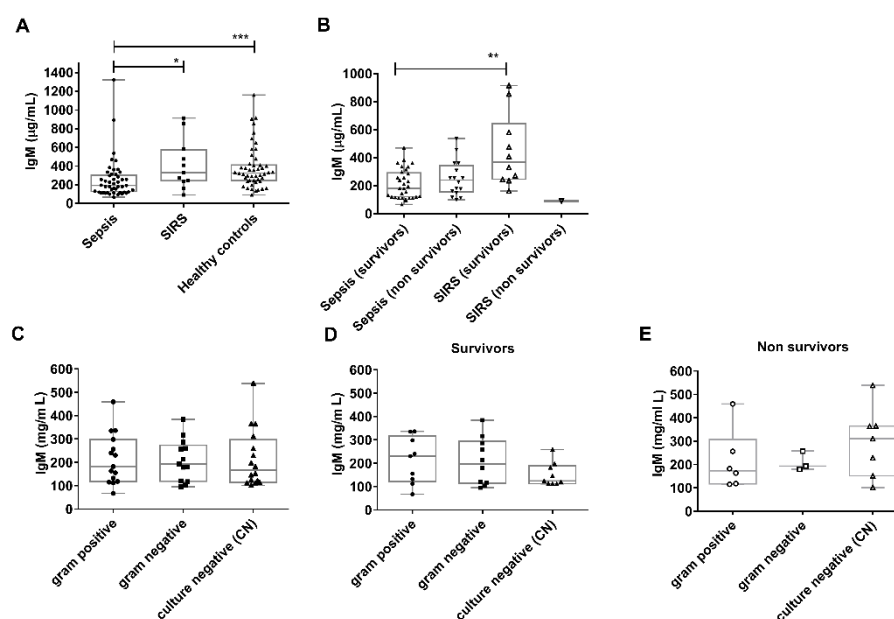 A
***
*
IgM (µg/mL)
1400
1200
1000
800
600
400
200
0
Sepsis
SIRS
Healthy controls
B
**
IgM (µg/mL)
1000
800
600
400
200
0
Sepsis (survivors)
Sepsis (non survivors)
SIRS (survivors)
SIRS (non survivors)
C
IgM (mg/m L)
600
500
400
300
200
100
0
gram positive
gram negative
culture negative (CN)
D
Survivors
IgM (mg/m L)
600
500
400
300
200
100
0
gram positive
gram negative
culture negative (CN)
E
Non survivors
IgM (mg/ml L)
600
500
400
300
200
100
0
gram positive
gram negative
culture negative (CN)